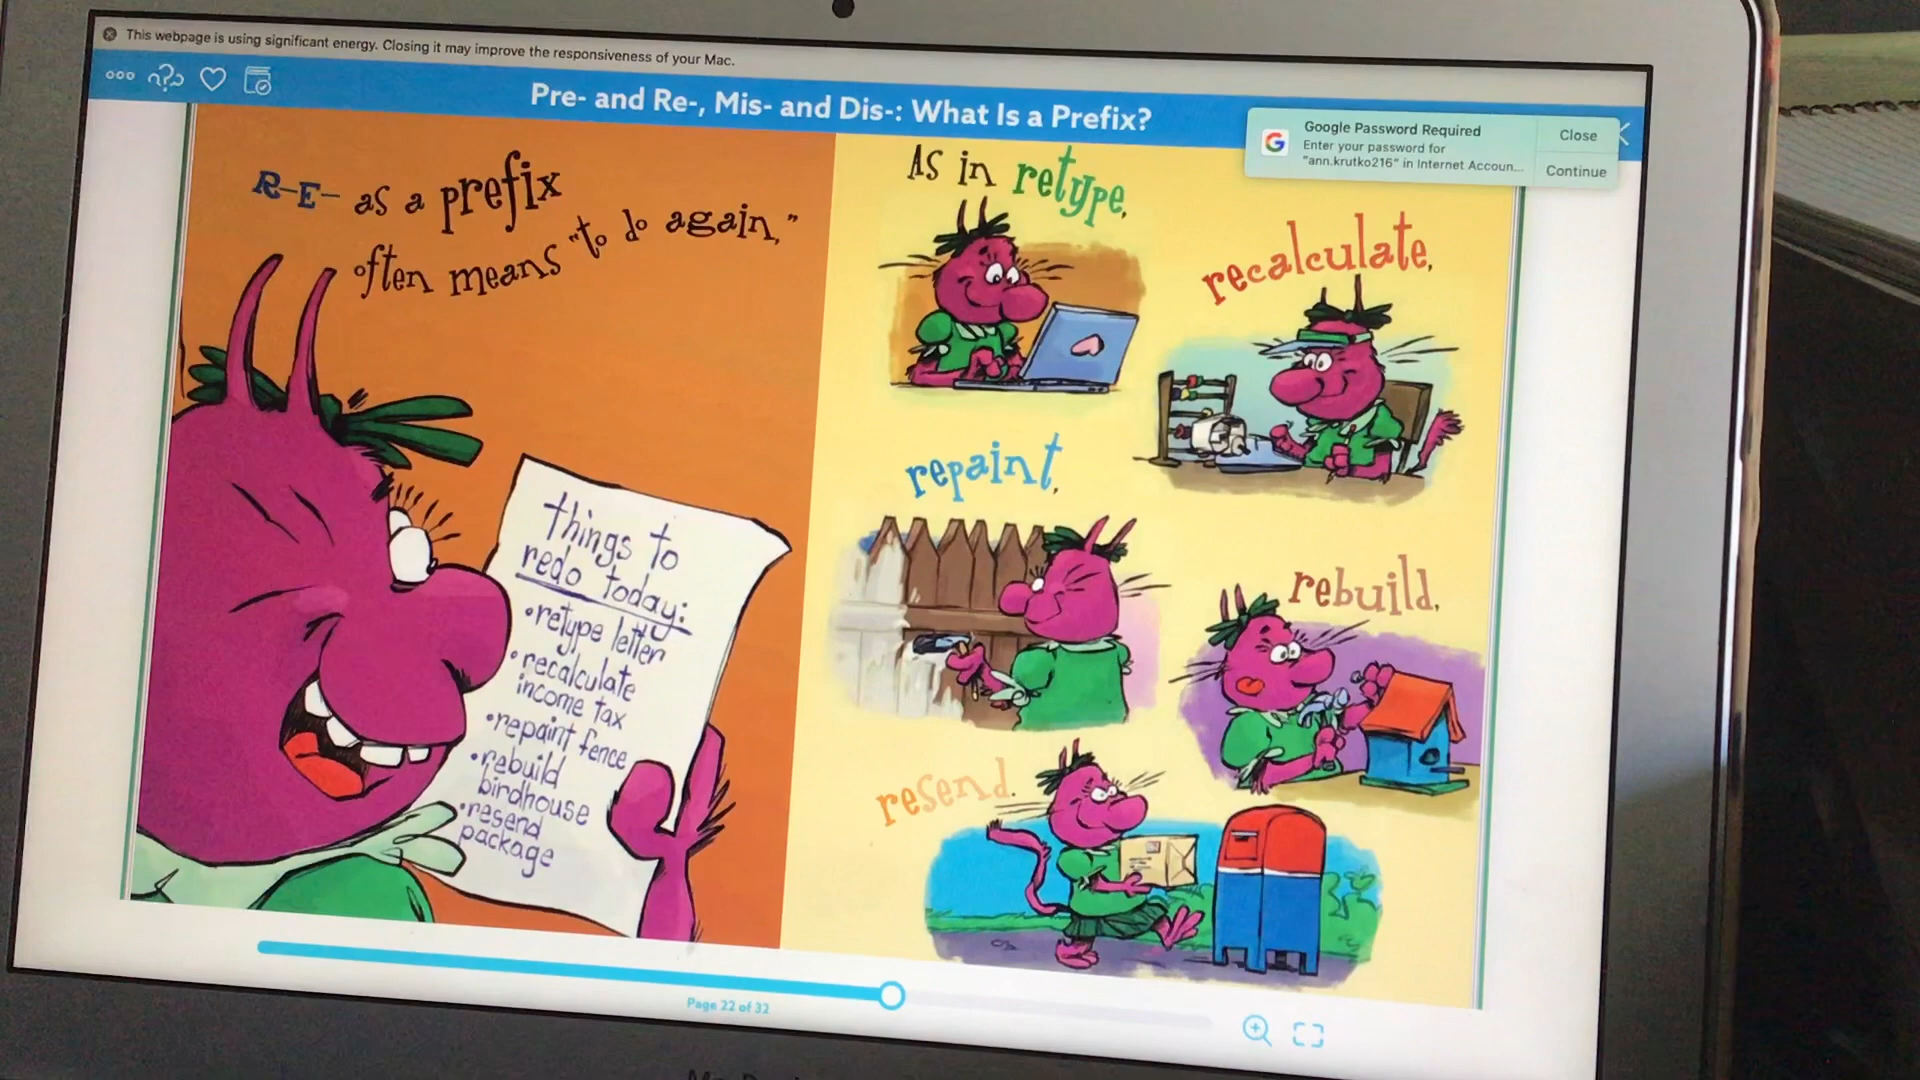 This webpage is using significant energy. Closing it may improve the responsiveness of your Mac.
Pre- and Re-, Mis- and Dis-: What Is a Prefix?
Google Password Required
Enter your password for
"ann.krutko216" in Internet Accoun...
Close
Continue
R-E- as a prefix
often means "to do again,"
things to
redo today:
•retype letter
•recalculate
income tax
•repaint fence
•rebuild
birdhouse
•resend
package
As in retype,
recalculate,
repaint,
rebuild,
resend.
Page 22 of 32